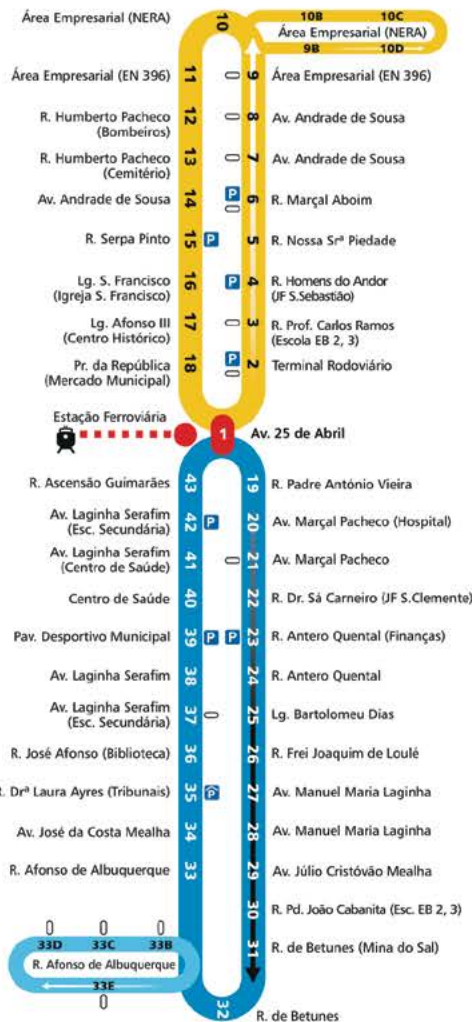 Área Empresarial (NERA)
10
10B
10C
Área Empresarial (NERA)
9B
10D
Área Empresarial (EN 396)
11
9
Área Empresarial (EN 396)
R. Humberto Pacheco
(Bombeiros)
12
8
Av. Andrade de Sousa
R. Humberto Pacheco
(Cemitério)
13
7
Av. Andrade de Sousa
Av. Andrade de Sousa
14
P
6
R. Marçal Aboim
R. Serpa Pinto
15
P
5
R. Nossa Srª Piedade
Lg. S. Francisco
(Igreja S. Francisco)
16
P
4
R. Homens do Andor
(JF S.Sebastião)
Lg. Afonso III
(Centro Histórico)
17
3
R. Prof. Carlos Ramos
(Escola EB 2, 3)
Pr. da República
(Mercado Municipal)
18
P
2
Terminal Rodoviário
Estação Ferroviária
1
Av. 25 de Abril
R. Ascensão Guimarães
43
19
R. Padre António Vieira
Av. Laginha Serafim
(Esc. Secundária)
42
P
20
Av. Marçal Pacheco (Hospital)
Av. Laginha Serafim
(Centro de Saúde)
41
21
Av. Marçal Pacheco
Centro de Saúde
40
22
R. Dr. Sá Carneiro (JF S.Clemente)
Pav. Desportivo Municipal
39
P
P
23
R. Antero Quental (Finanças)
Av. Laginha Serafim
38
24
R. Antero Quental
Av. Laginha Serafim
(Esc. Secundária)
37
25
Lg. Bartolomeu Dias
R. José Afonso (Biblioteca)
36
26
R. Frei Joaquim de Loulé
R. Drª Laura Ayres (Tribunais)
35
P
27
Av. Manuel Maria Laginha
Av. José da Costa Mealha
34
28
Av. Manuel Maria Laginha
R. Afonso de Albuquerque
33
29
Av. Júlio Cristóvão Mealha
30
R. Pd. João Cabanita (Esc. EB 2, 3)
33D
33C
33B
31
R. de Betunes (Mina do Sal)
R. Afonso de Albuquerque
33E
32
R. de Betunes